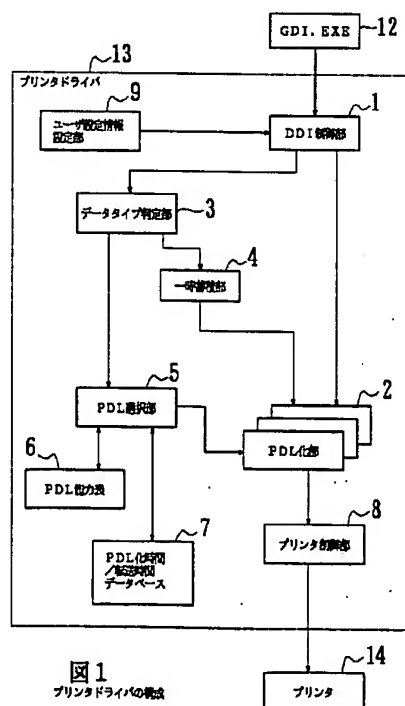 GDI.EXE
12
13
プリンタドライバ
9
ユーザ設定情報
設定部
1
DDI制御部
データタイプ判定部
3
4
一時蓄積部
5
PDL選択部
2
PDL化部
6
PDL能力表
7
PDL化時間
/転送時間
データベース
8
プリンタ制御部
図1
プリンタドライバの構成
14
プリンタ